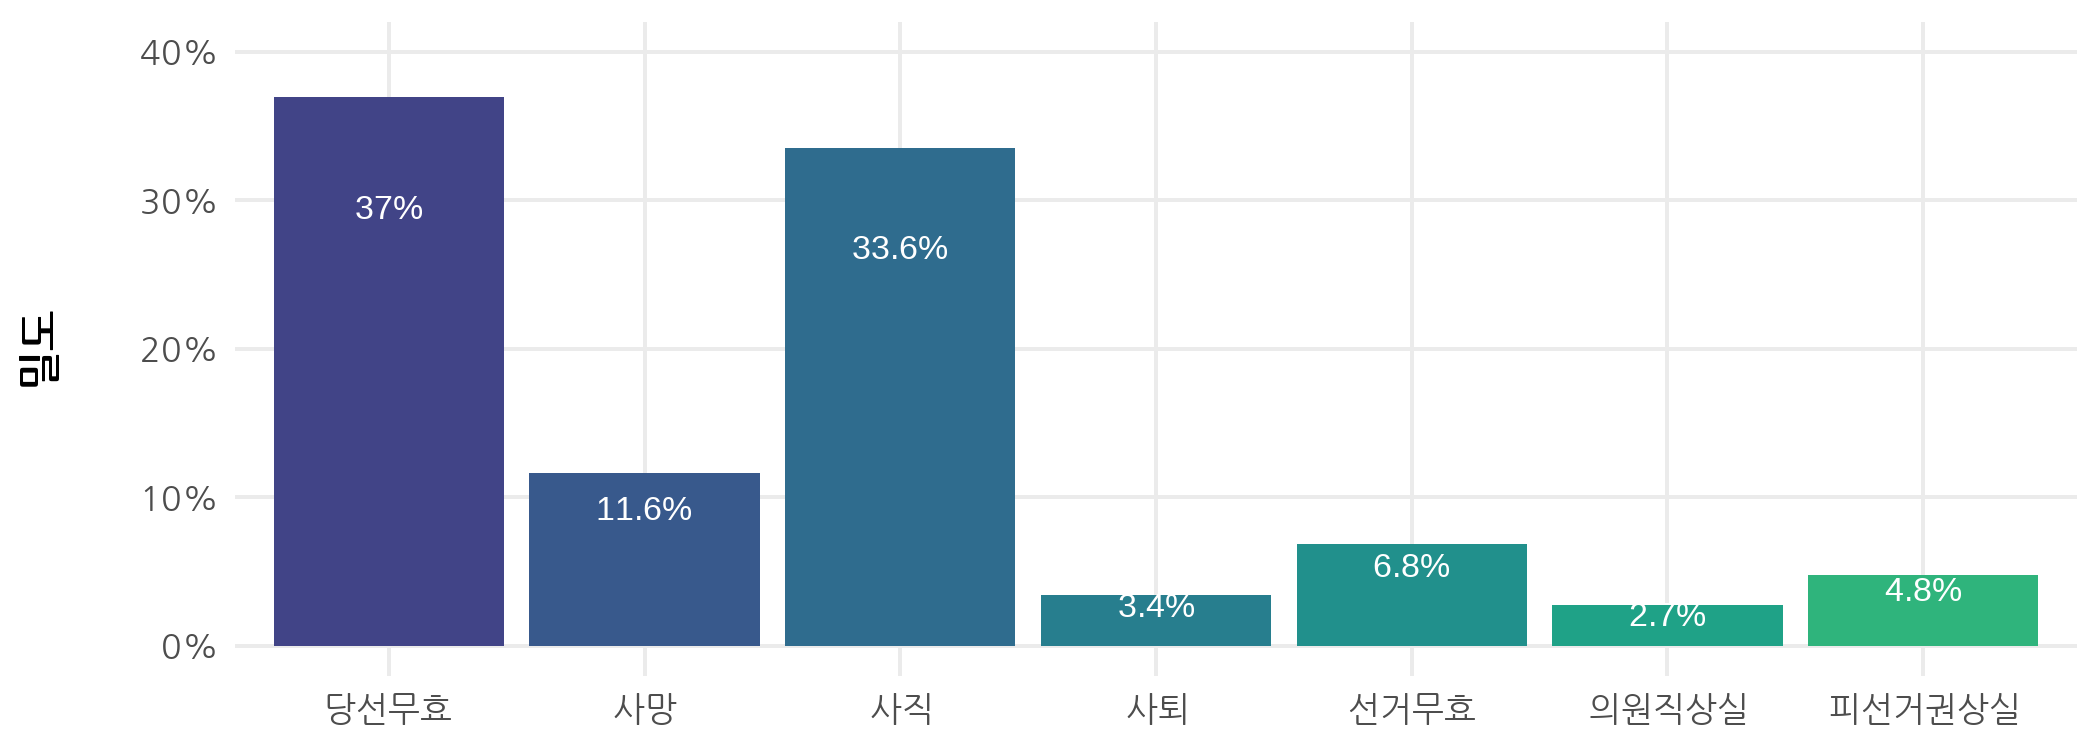 밀도
40%
30%
20%
10%
0%
37%
11.6%
33.6%
3.4%
6.8%
2.7%
4.8%
당선무효
사망
사직
사퇴
선거무효
의원직상실
피선거권상실